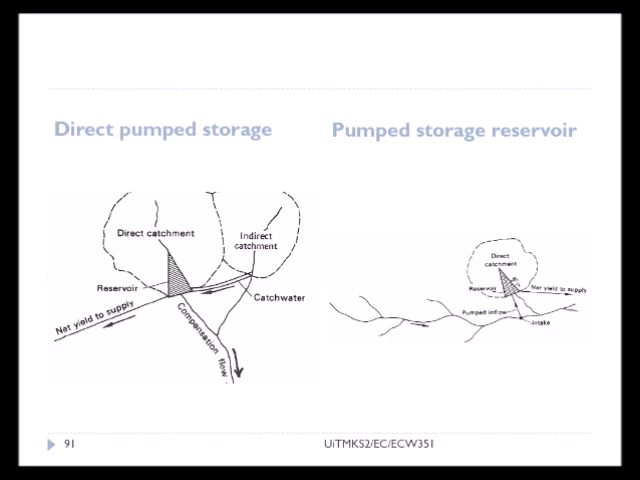 Direct pumped storage
Pumped storage reservoir
Direct catchment
Indirect
catchment
Reservoir
Catchwater
Net yield to supply
Compensation flow
Direct
catchment
Reservoir
Net yield to supply
Pumped inflow
Intake
91
UiTMKS2/EC/ECW351